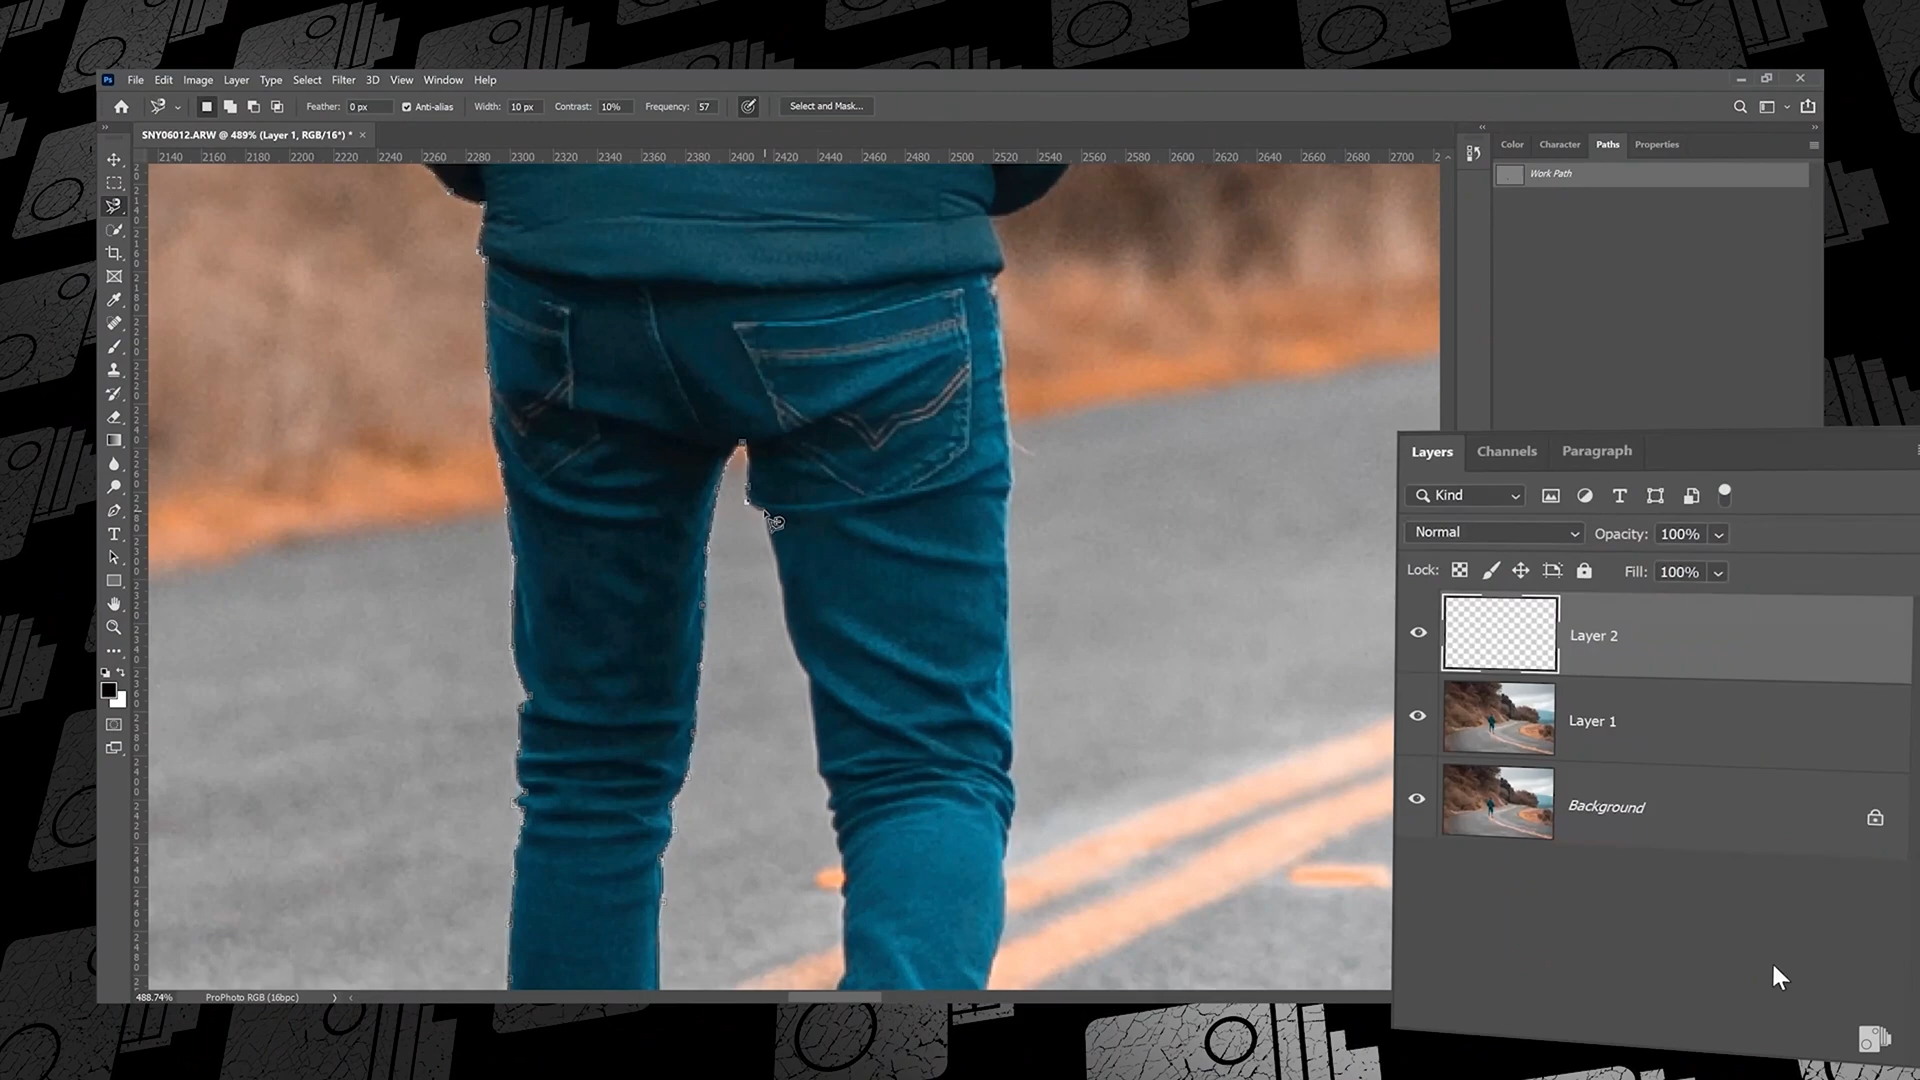 Ps File Edit Image Layer Type Select Filter 3D View Window Help
Feather: 0 px Anti-alias Width: 10 px Contrast: 10% Frequency: 57 Select and Mask...
SNY06012.ARW @ 489% (Layer 1, RGB/16*) * ×
2140 2160 2180 2200 2220 2240 2260 2280 2300 2320 2340 2360 2380 2400 2420 2440 2460 2480 2500 2520 2540 2560 2580 2600 2620 2640 2660 2680 2700 2
Color Character Paths Properties
Work Path
Layers Channels Paragraph
Kind
Normal Opacity: 100%
Lock: Fill: 100%
Layer 2
Layer 1
Background
488.74% ProPhoto RGB (16bpc)